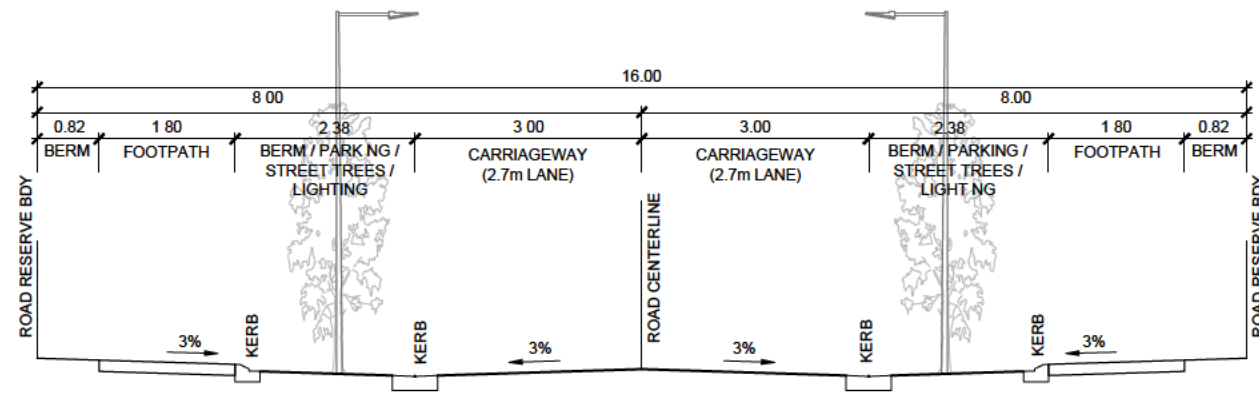 16.00
8 00
8.00
0.82
1 80
2.38
3 00
3.00
2.38
1 80
0.82
BERM
FOOTPATH
BERM / PARK NG /
STREET TREES /
LIGHTING
CARRIAGEWAY
(2.7m LANE)
CARRIAGEWAY
(2.7m LANE)
BERM / PARKING /
STREET TREES /
LIGHT NG
FOOTPATH
BERM
ROAD RESERVE BDY
ROAD CENTERLINE
ROAD RESERVE BDY
3%
KERB
KERB
3%
3%
KERB
KERB
3%